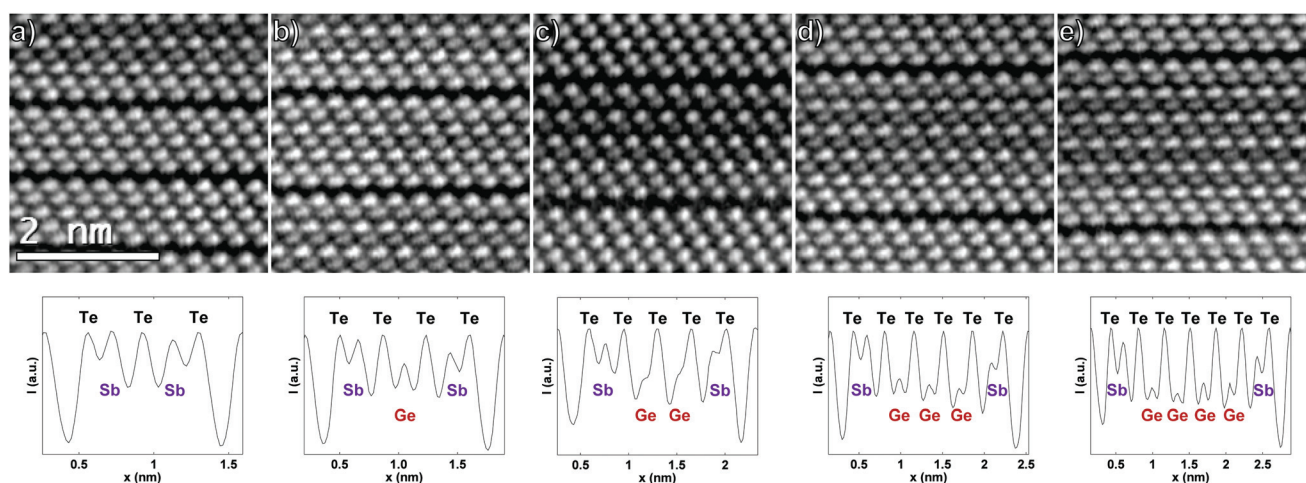 a) b) c) d) e)
2 nm
Te Te Te
Sb Sb
I (a.u.)
0.5 1 1.5
x (nm)
Te Te Te Te
Sb Sb
Ge
I (a.u.)
0.5 1.0 1.5
x (nm)
Te Te Te Te Te
Sb Sb
Ge Ge
I (a.u.)
0.5 1 1.5 2
x (nm)
Te Te Te Te Te Te
Sb Sb
Ge Ge Ge
I (a.u.)
0.5 1 1.5 2 2.5
x (nm)
Te Te Te Te Te Te Te
Sb Sb
Ge Ge Ge Ge
I (a.u.)
0.5 1 1.5 2 2.5
x (nm)